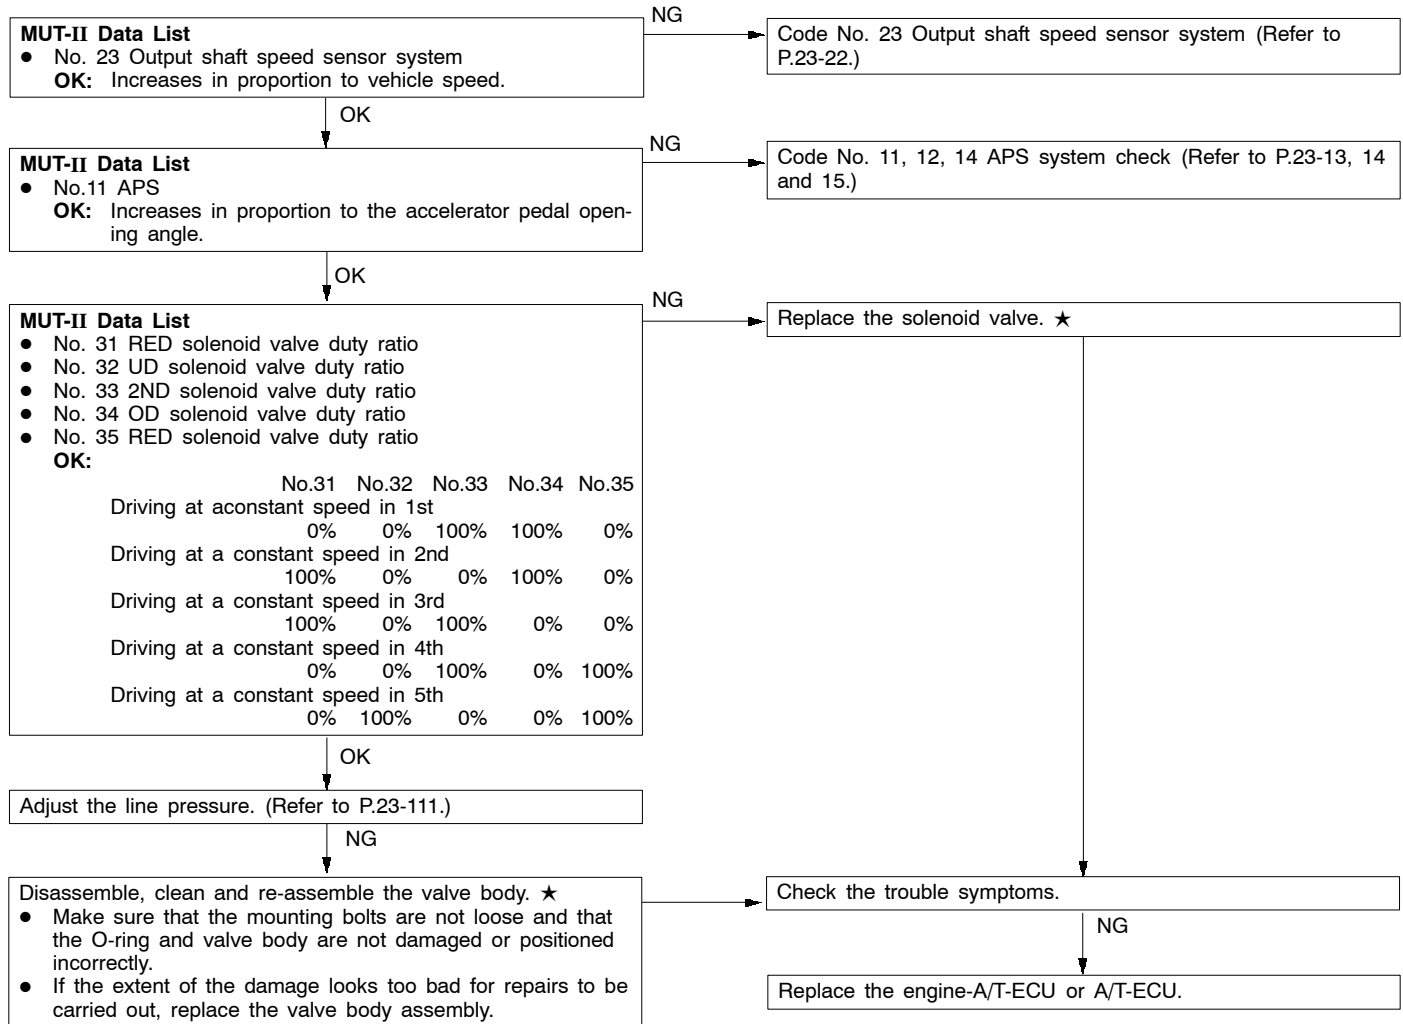 MUT-II Data List
● No. 23 Output shaft speed sensor system
OK: Increases in proportion to vehicle speed.
NG
Code No. 23 Output shaft speed sensor system (Refer to
P.23-22.)
OK
MUT-II Data List
● No.11 APS
OK: Increases in proportion to the accelerator pedal open-
ing angle.
NG
Code No. 11, 12, 14 APS system check (Refer to P.23-13, 14
and 15.)
OK
MUT-II Data List
● No. 31 RED solenoid valve duty ratio
● No. 32 UD solenoid valve duty ratio
● No. 33 2ND solenoid valve duty ratio
● No. 34 OD solenoid valve duty ratio
● No. 35 RED solenoid valve duty ratio
OK:
No.31 No.32 No.33 No.34 No.35
Driving at aconstant speed in 1st
0% 0% 100% 100% 0%
Driving at a constant speed in 2nd
100% 0% 0% 100% 0%
Driving at a constant speed in 3rd
100% 0% 100% 0% 0%
Driving at a constant speed in 4th
0% 0% 100% 0% 100%
Driving at a constant speed in 5th
0% 100% 0% 0% 100%
NG
Replace the solenoid valve. ★
OK
Adjust the line pressure. (Refer to P.23-111.)
NG
Disassemble, clean and re-assemble the valve body. ★
● Make sure that the mounting bolts are not loose and that
the O-ring and valve body are not damaged or positioned
incorrectly.
● If the extent of the damage looks too bad for repairs to be
carried out, replace the valve body assembly.
Check the trouble symptoms.
NG
Replace the engine-A/T-ECU or A/T-ECU.